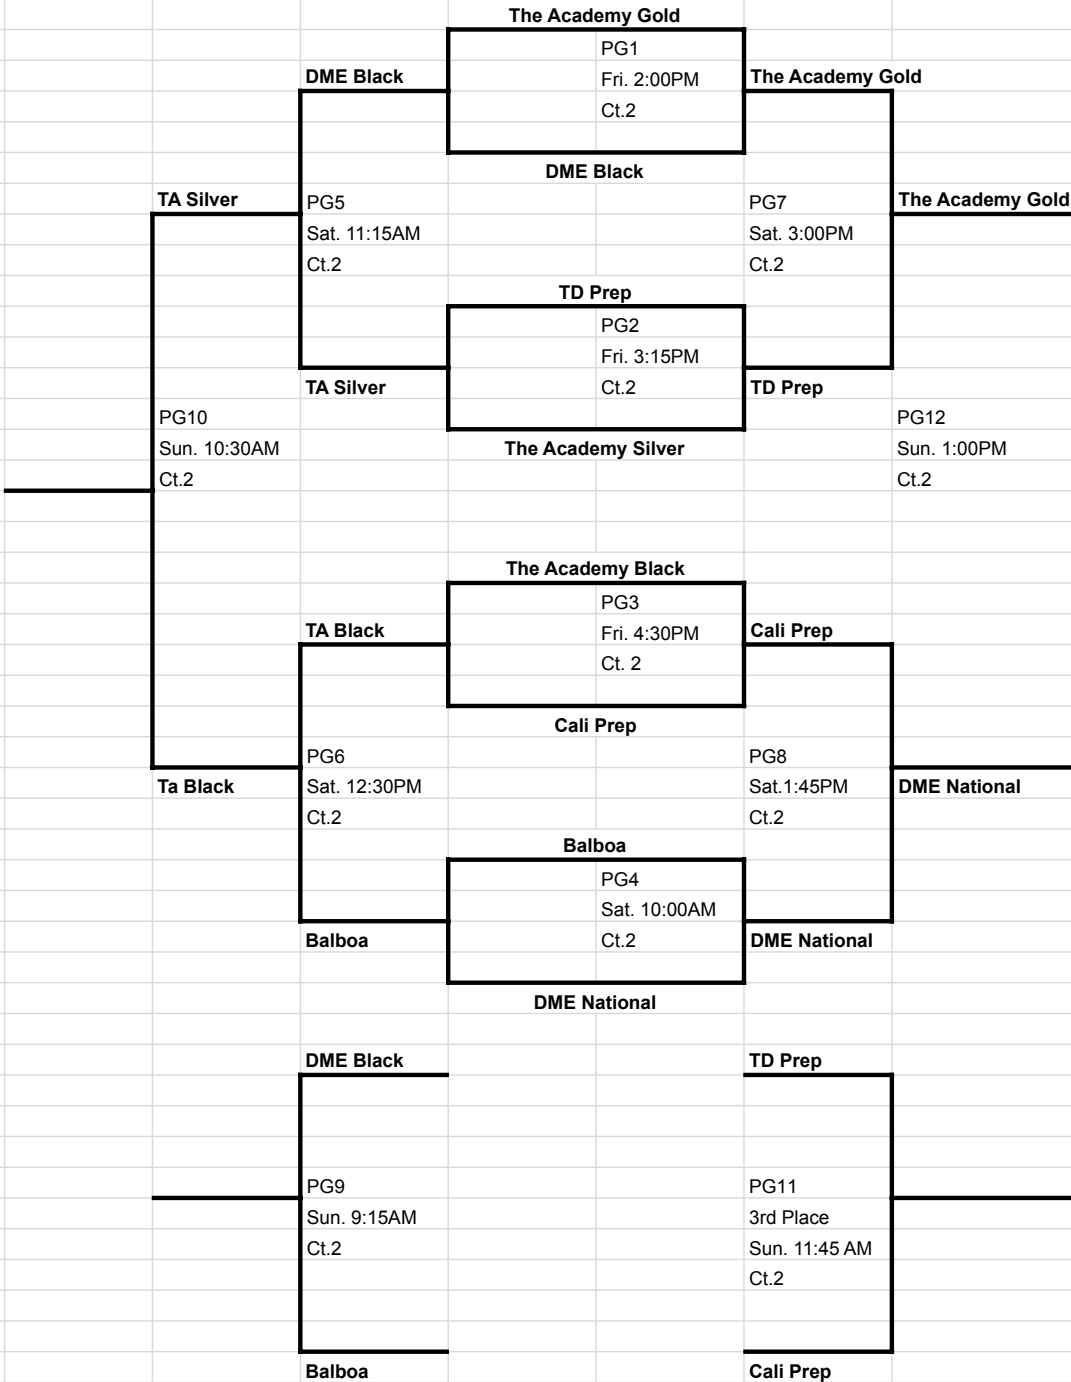 The Academy Gold
PG1
DME Black
Fri. 2:00PM
The Academy Gold
Ct.2
DME Black
TA Silver
PG5
PG7
The Academy Gold
Sat. 11:15AM
Sat. 3:00PM
Ct.2
Ct.2
TD Prep
PG2
Fri. 3:15PM
TA Silver
Ct.2
TD Prep
PG10
PG12
Sun. 10:30AM
The Academy Silver
Sun. 1:00PM
Ct.2
Ct.2
The Academy Black
PG3
TA Black
Fri. 4:30PM
Cali Prep
Ct. 2
Cali Prep
PG6
PG8
Ta Black
Sat. 12:30PM
Sat.1:45PM
DME National
Ct.2
Ct.2
Balboa
PG4
Sat. 10:00AM
Balboa
Ct.2
DME National
DME National
DME Black
TD Prep
PG9
PG11
Sun. 9:15AM
3rd Place
Ct.2
Sun. 11:45 AM
Ct.2
Balboa
Cali Prep